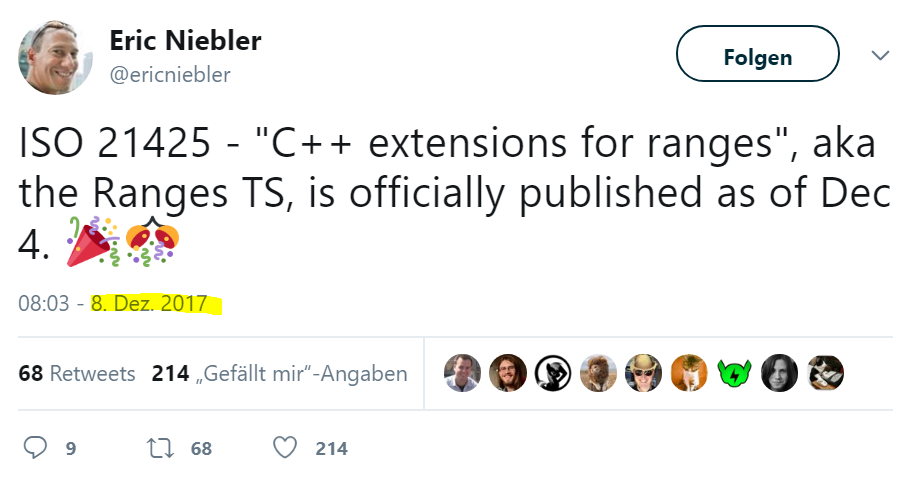 Eric Niebler
@ericniebler
Folgen
ISO 21425 - "C++ extensions for ranges", aka
the Ranges TS, is officially published as of Dec
4. 🎉🎊
08:03 - 8. Dez. 2017
68 Retweets 214 „Gefällt mir“-Angaben
9 68 214